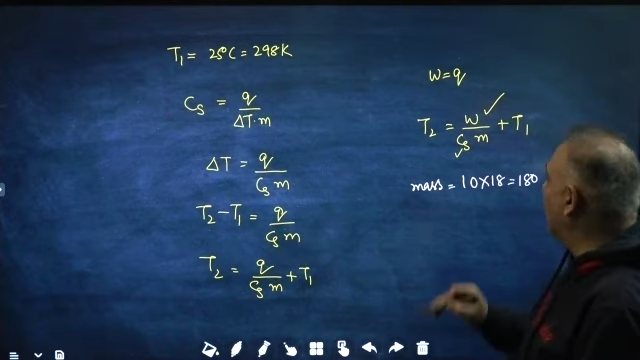 T₁ = 25°C = 298K
Cs = q / ΔT·m
ΔT = q / Cs m
T₂ - T₁ = q / Cs m
T₂ = q / Cs m + T₁
w = q
T₂ = w / Cs m + T₁
mass = 10×18 = 180